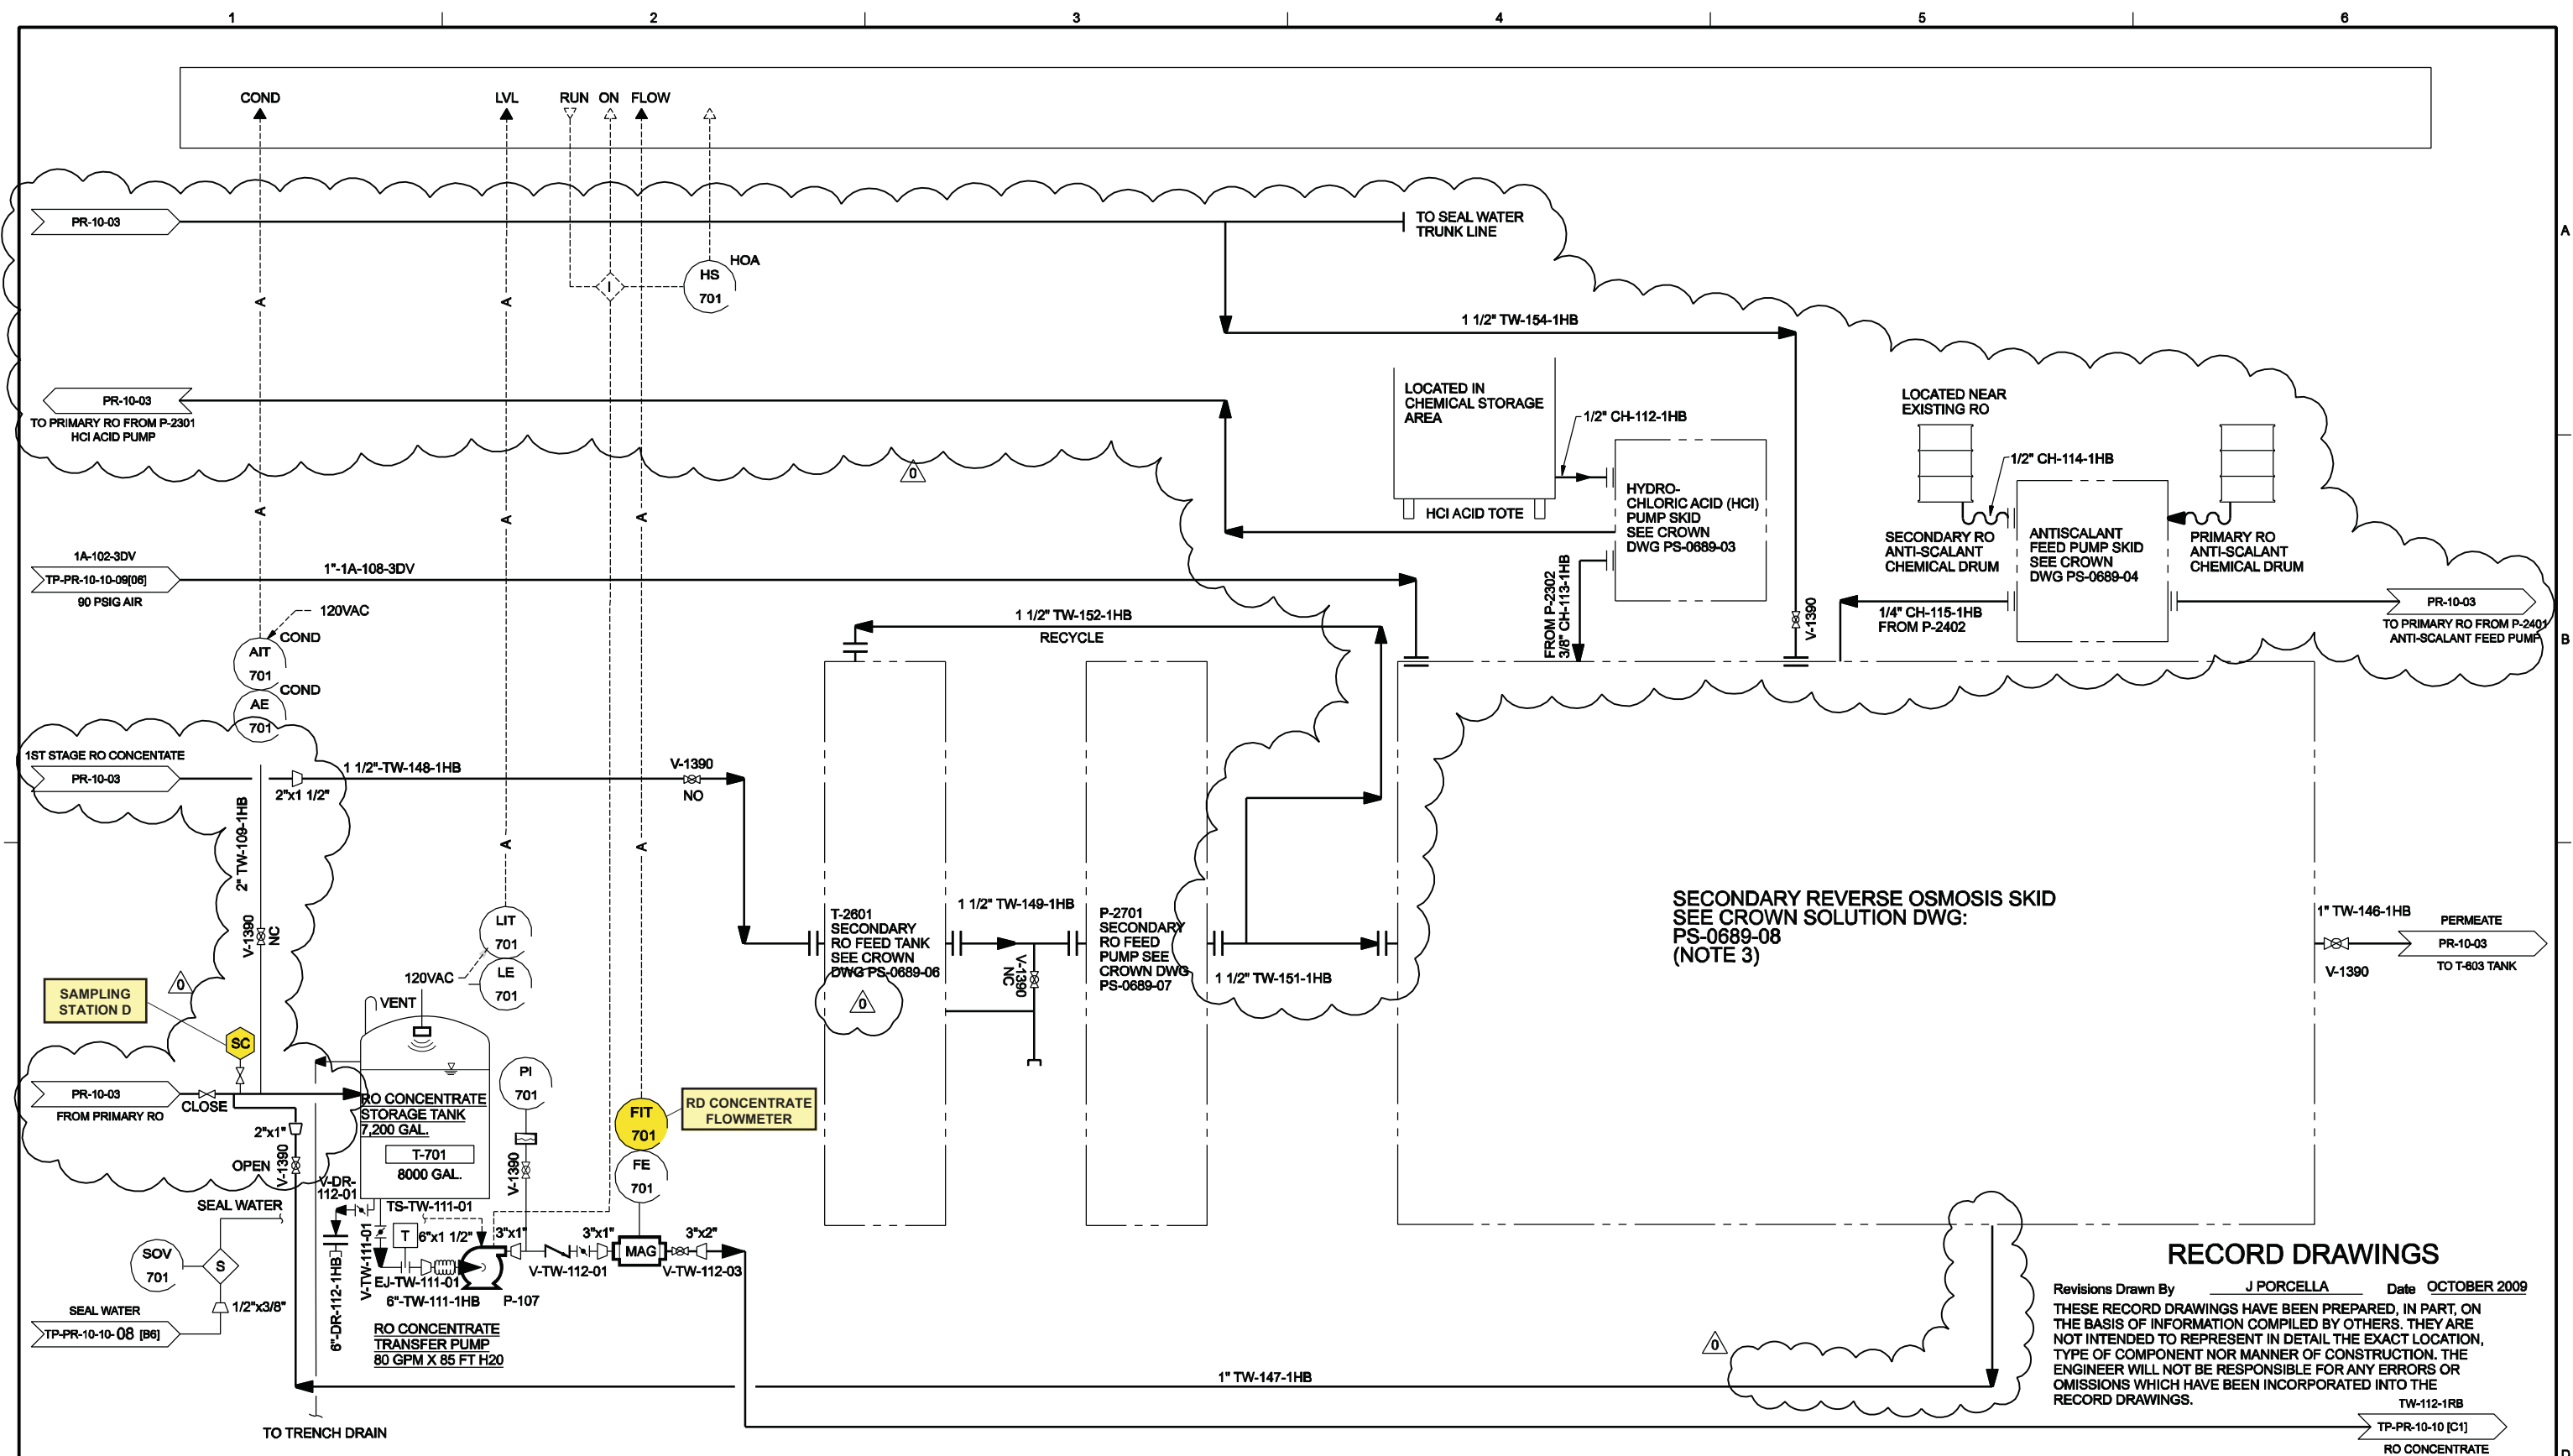 1
2
3
4
5
6
COND
LVL
RUN
ON
FLOW
PR-10-03
TO SEAL WATER
TRUNK LINE
A
HOA
HS
701
I
A
A
1 1/2" TW-154-1HB
PR-10-03
TO PRIMARY RO FROM P-2301
HCl ACID PUMP
LOCATED IN
CHEMICAL STORAGE
AREA
1/2" CH-112-1HB
HCl ACID TOTE
HYDRO-
CHLORIC ACID (HCl)
PUMP SKID
SEE CROWN
DWG PS-0689-03
LOCATED NEAR
EXISTING RO
1/2" CH-114-1HB
SECONDARY RO
ANTI-SCALANT
CHEMICAL DRUM
ANTISCALANT
FEED PUMP SKID
SEE CROWN
DWG PS-0689-04
PRIMARY RO
ANTI-SCALANT
CHEMICAL DRUM
0
A
A
A
1A-102-3DV
TP-PR-10-10-09[06]
90 PSIG AIR
1"-1A-108-3DV
120VAC
FROM P-2302
3/8" CH-113-1HB
V-1390
1/4" CH-115-1HB
FROM P-2402
PR-10-03
TO PRIMARY RO FROM P-2401
ANTI-SCALANT FEED PUMP
B
1 1/2" TW-152-1HB
RECYCLE
COND
AIT
701
COND
AE
701
1ST STAGE RO CONCENTATE
PR-10-03
2"x1 1/2"
1 1/2"-TW-148-1HB
V-1390
NO
2" TW-109-1HB
V-1390
NC
A
A
LIT
701
120VAC
LE
701
T-2601
SECONDARY
RO FEED TANK
SEE CROWN
DWG PS-0689-06
0
1 1/2" TW-149-1HB
V-1390
NC
P-2701
SECONDARY
RO FEED
PUMP SEE
CROWN DWG
PS-0689-07
1 1/2" TW-151-1HB
SECONDARY REVERSE OSMOSIS SKID
SEE CROWN SOLUTION DWG:
PS-0689-08
(NOTE 3)
1" TW-146-1HB
V-1390
PERMEATE
PR-10-03
TO T-603 TANK
SAMPLING
STATION D
0
SC
VENT
PR-10-03
FROM PRIMARY RO
CLOSE
RO CONCENTRATE
STORAGE TANK
7,200 GAL.
T-701
8000 GAL.
PI
701
FIT
701
RD CONCENTRATE
FLOWMETER
FE
701
2"x1"
OPEN
V-1390
V-1390
V-DR-
112-01
SEAL WATER
TS-TW-111-01
V-TW-111-01
T
6"x1 1/2"
3"x1"
3"x1"
3"x2"
MAG
SOV
701
S
EJ-TW-111-01
V-TW-112-01
V-TW-112-03
6"-DR-112-1HB
6"-TW-111-1HB
P-107
SEAL WATER
1/2"x3/8"
TP-PR-10-10- 08 [B6]
RO CONCENTRATE
TRANSFER PUMP
80 GPM X 85 FT H20
1" TW-147-1HB
TO TRENCH DRAIN
0
RECORD DRAWINGS
Revisions Drawn By J PORCELLA Date OCTOBER 2009
THESE RECORD DRAWINGS HAVE BEEN PREPARED, IN PART, ON
THE BASIS OF INFORMATION COMPILED BY OTHERS. THEY ARE
NOT INTENDED TO REPRESENT IN DETAIL THE EXACT LOCATION,
TYPE OF COMPONENT NOR MANNER OF CONSTRUCTION. THE
ENGINEER WILL NOT BE RESPONSIBLE FOR ANY ERRORS OR
OMISSIONS WHICH HAVE BEEN INCORPORATED INTO THE
RECORD DRAWINGS.
TW-112-1RB
TP-PR-10-10 [C1]
RO CONCENTRATE